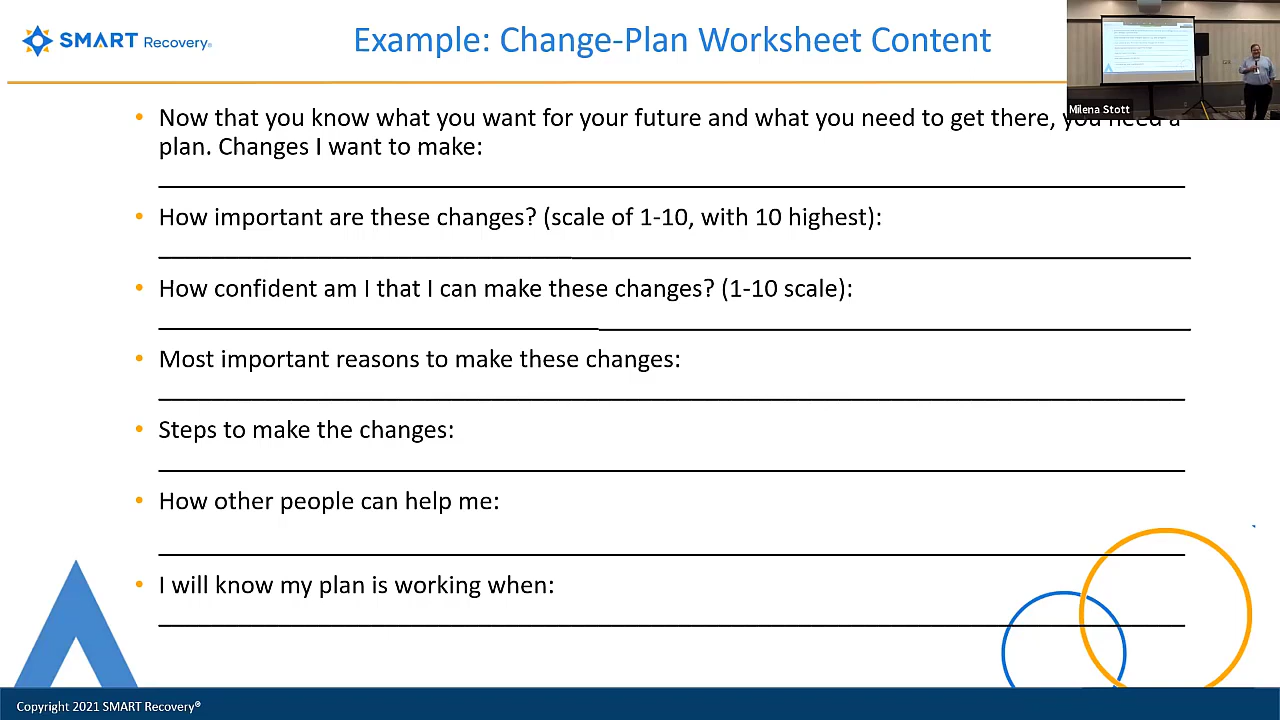 SMART Recovery®
Example: Change-Plan Worksheet Content
Milena Stott
• Now that you know what you want for your future and what you need to get there, you need a
plan. Changes I want to make:
• How important are these changes? (scale of 1-10, with 10 highest):
• How confident am I that I can make these changes? (1-10 scale):
• Most important reasons to make these changes:
• Steps to make the changes:
• How other people can help me:
• I will know my plan is working when:
Copyright 2021 SMART Recovery®